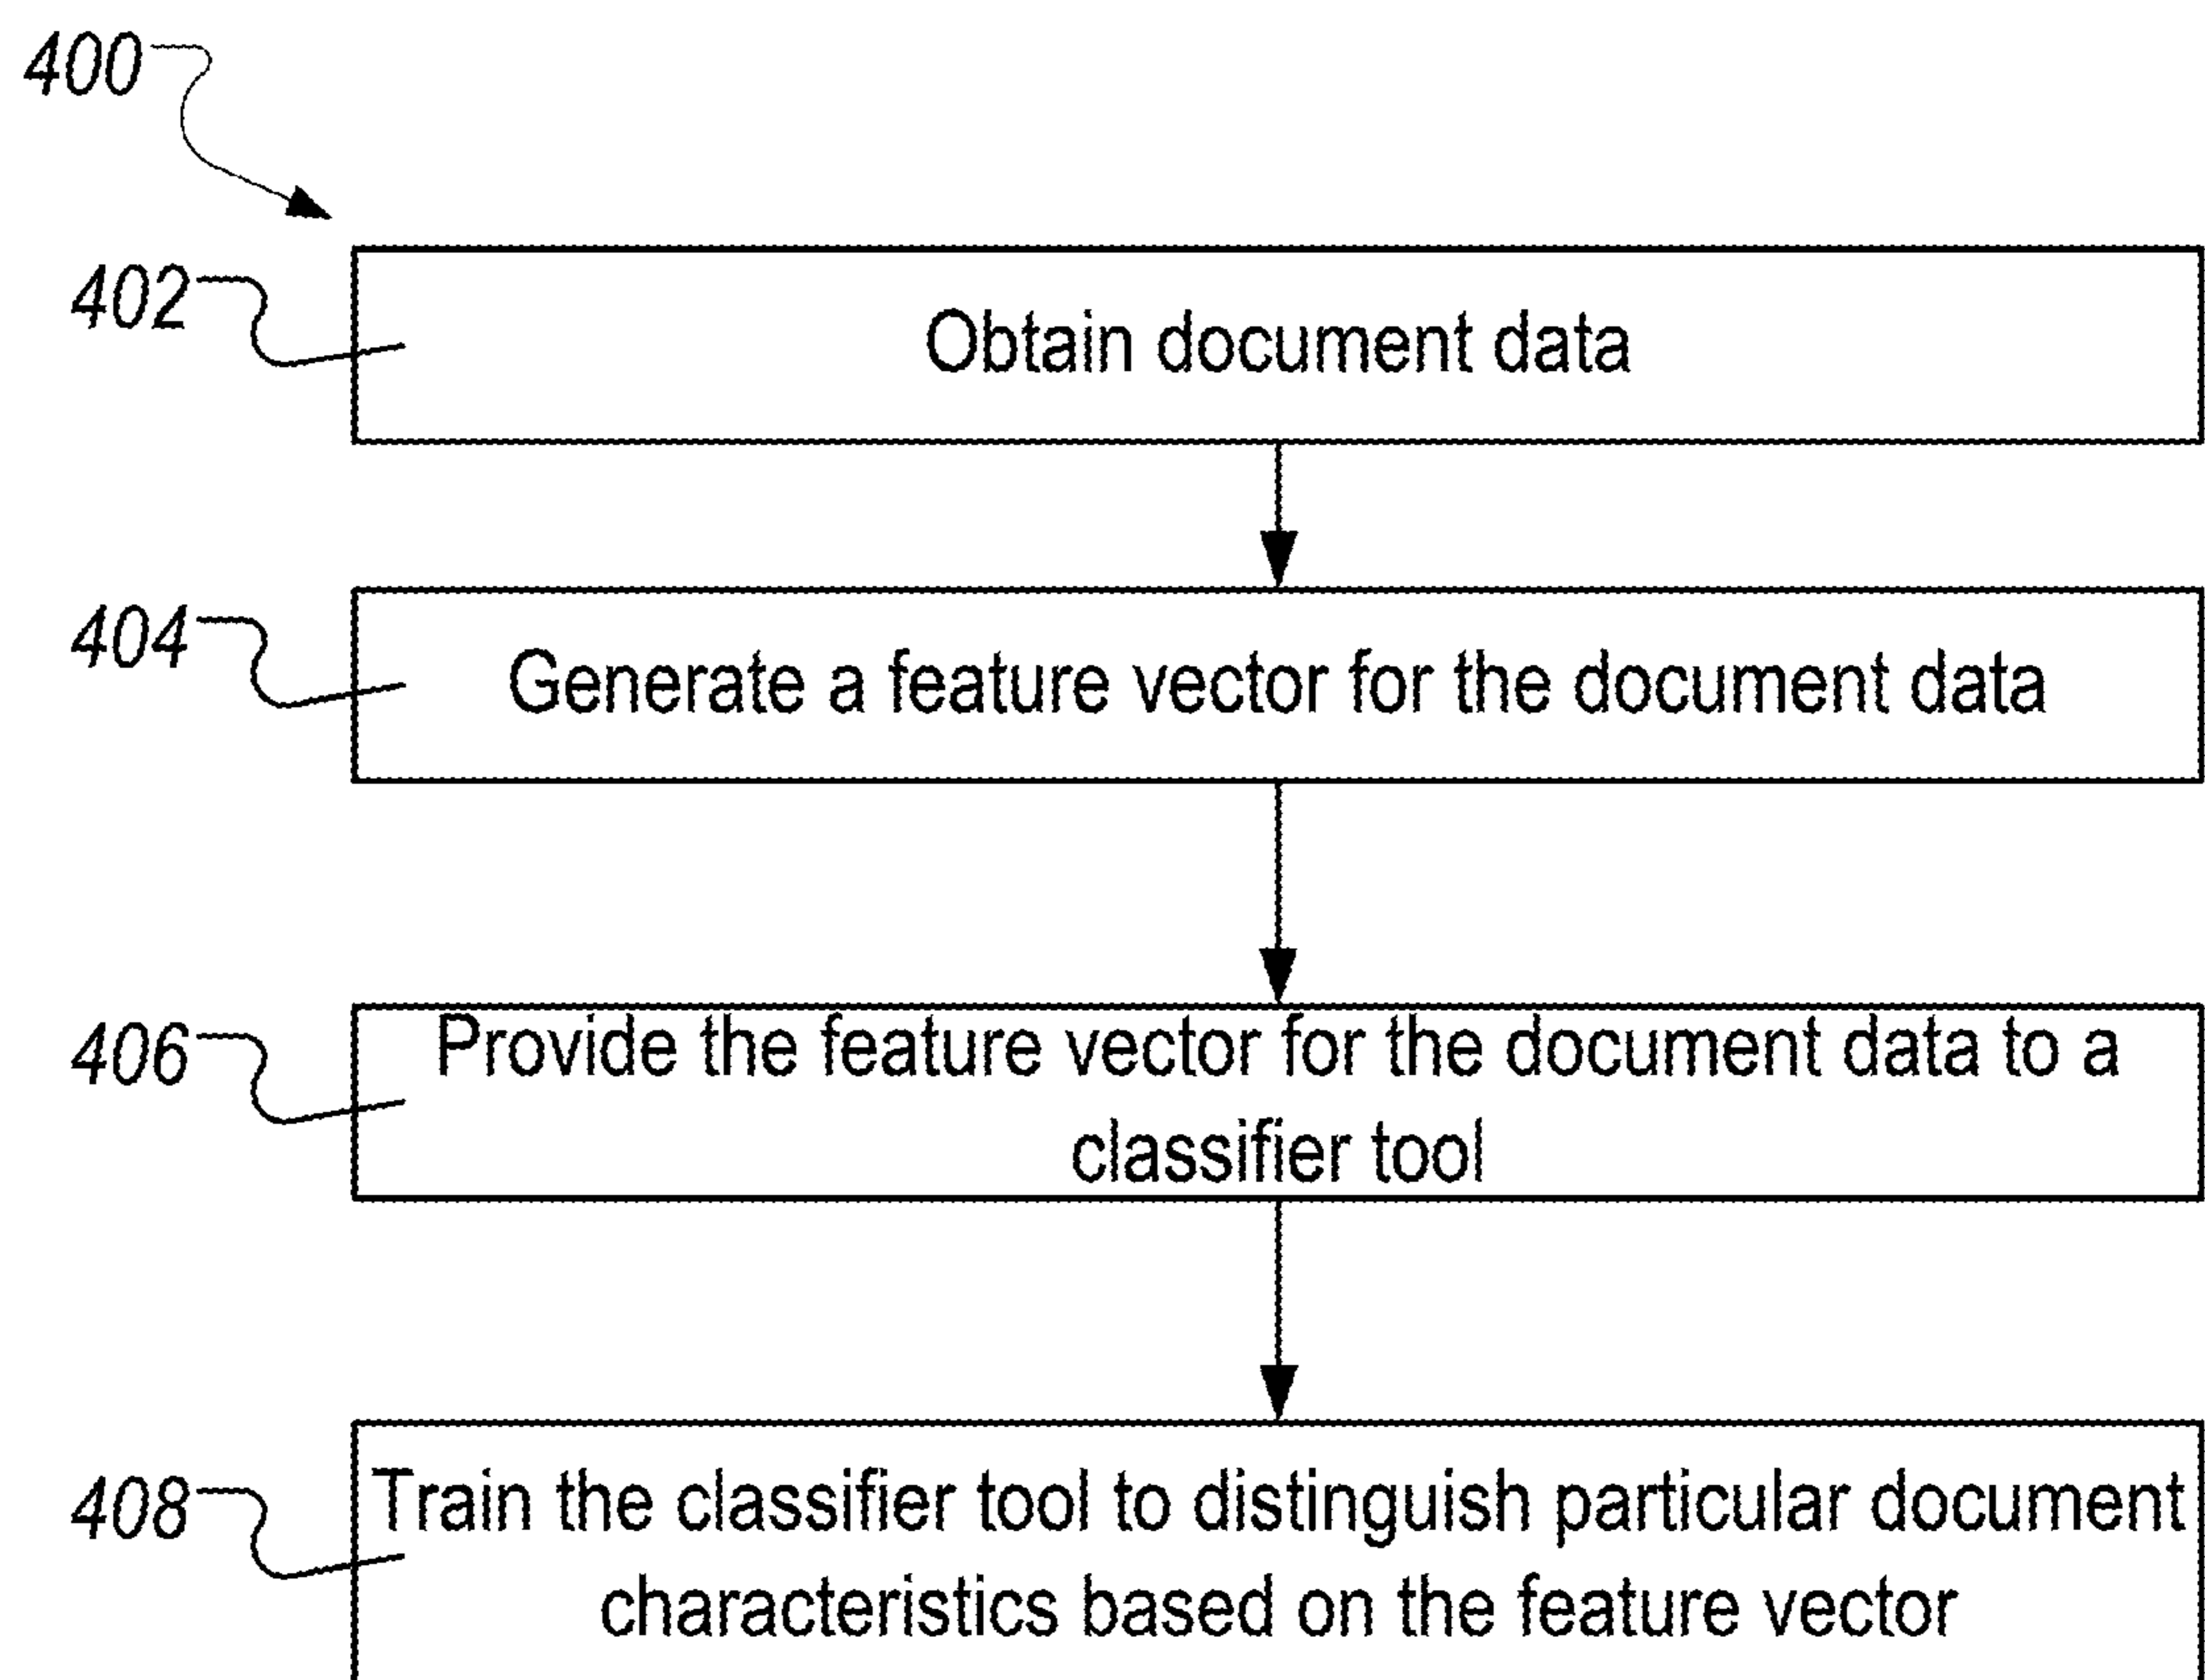 400
402
Obtain document data
404
Generate a feature vector for the document data
406
Provide the feature vector for the document data to a
classifier tool
408
Train the classifier tool to distinguish particular document
characteristics based on the feature vector